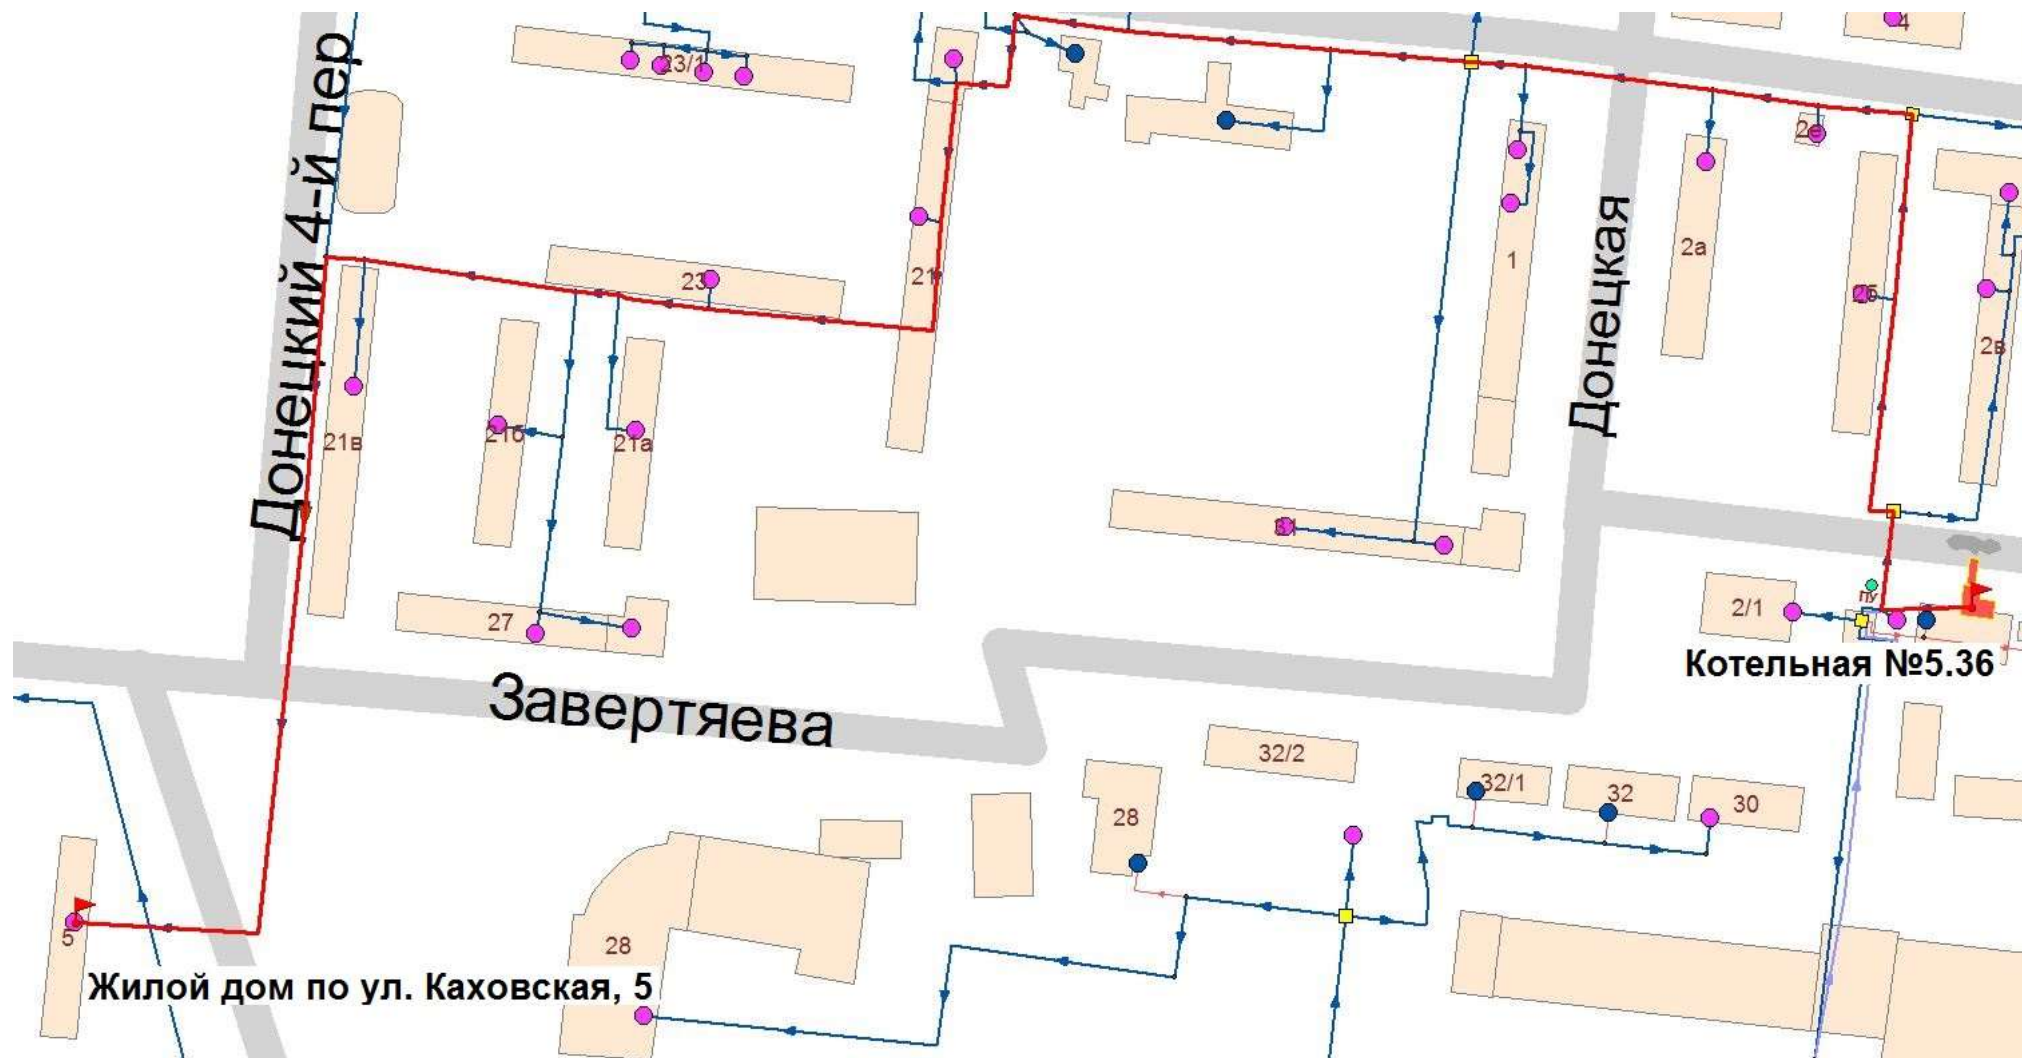 4
23/1
Донецкий 4-й пер
2е
Донецкая
2а
1
21
23
2б
2в
21в
21б
21а
31
27
ПУ
2/1
Котельная №5.36
Завертяева
32/2
32/1
32
30
28
5
28
Жилой дом по ул. Каховская, 5